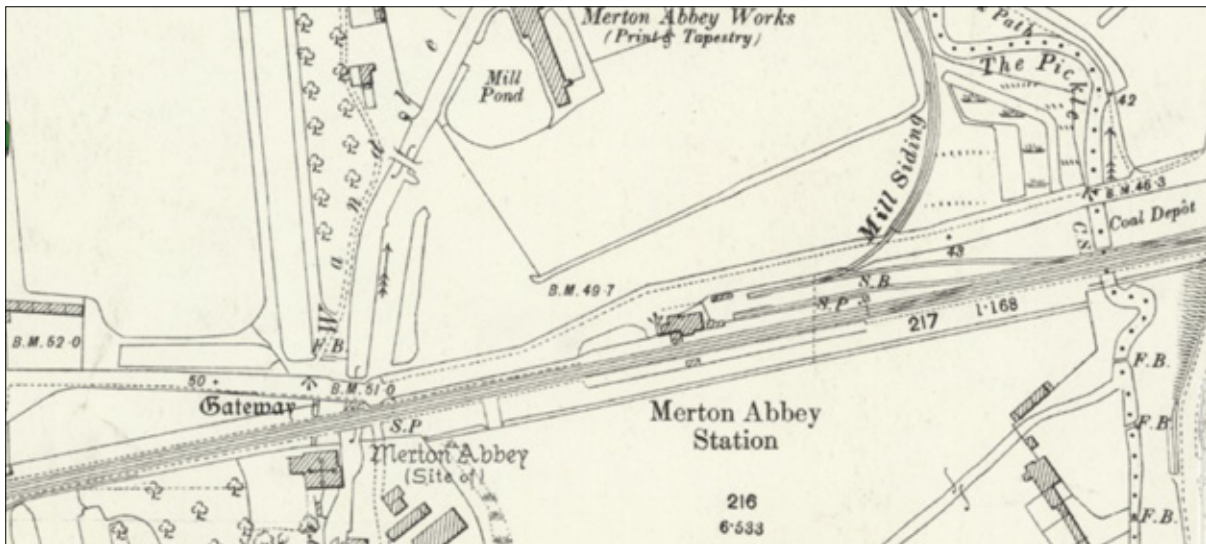 Merton Abbey Works
(Print & Tapestry)
Path
The Pickle
Mill
Pond
42
Mill Siding
B.M. 46·3
Coal Depôt
C.S.
43
Wandle
B.M. 49·7
S.B.
S.P.
217
1·168
B.M. 52·0
F.B.
50 +
B.M. 51·0
Gateway
S.P
F.B.
Merton Abbey
Station
F.B.
Merton Abbey
(Site of)
216
6·533
F.B.